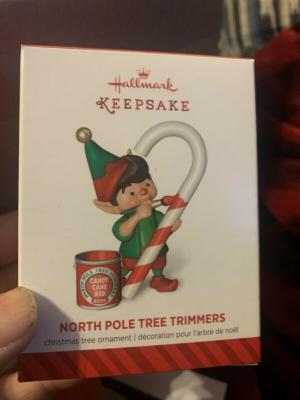 Hallmark
KEEPSAKE
CANDY
CANE
RED
NORTH POLE TREE TRIMMERS
christmas tree ornament | décoration pour l'arbre de noël